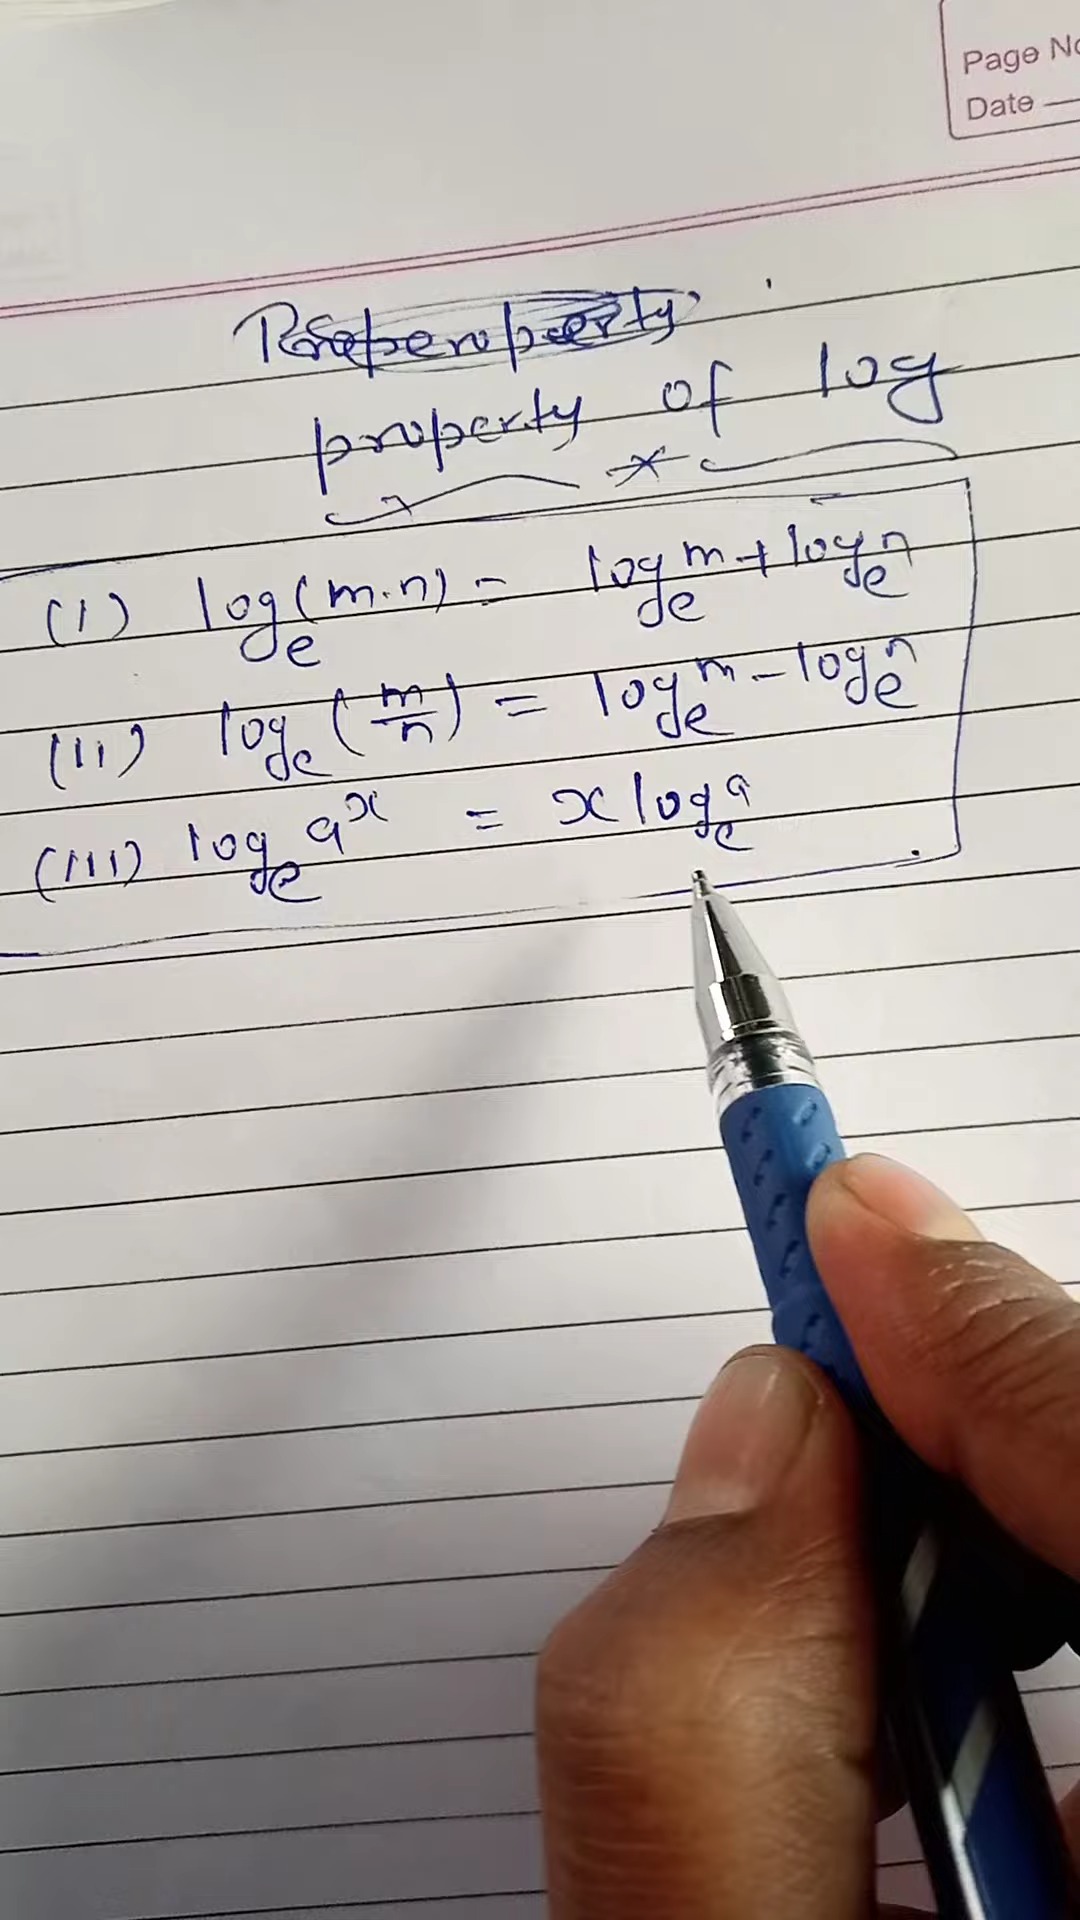 Page No
Date
property of log
(I) logₑ(m.n) = logₑm + logₑn
(II) logₑ(m/n) = logₑm - logₑn
(III) logₑaˣ = x logₑa